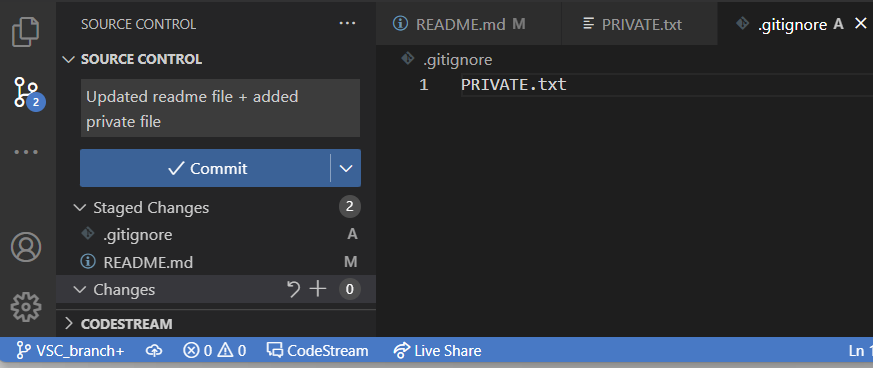 SOURCE CONTROL ···
SOURCE CONTROL
Updated readme file + added
private file
Commit
Staged Changes 2
.gitignore A
README.md M
Changes 0
CODESTREAM
README.md M PRIVATE.txt .gitignore A
.gitignore
1 PRIVATE.txt
2
VSC_branch+ 0 0 CodeStream Live Share Ln 1